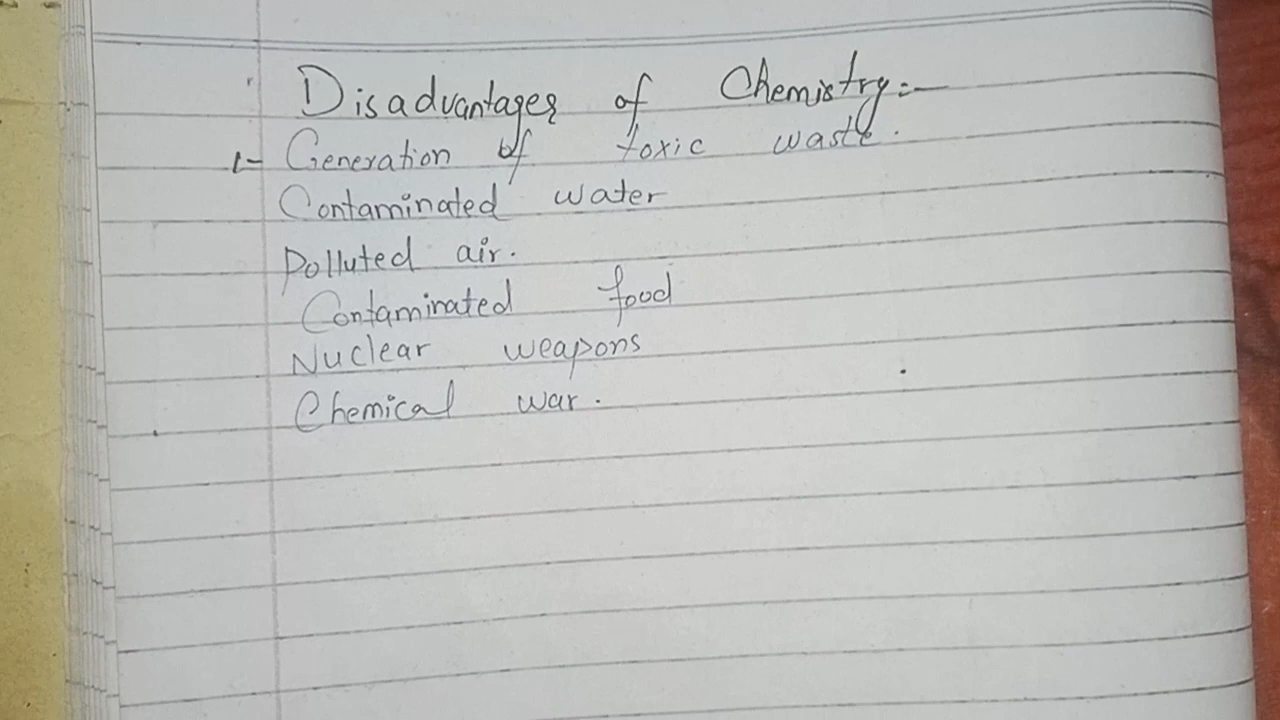 Disadvantages of Chemistry:-
1- Generation of toxic waste.
Contaminated water
Polluted air.
Contaminated food
Nuclear weapons
Chemical war.